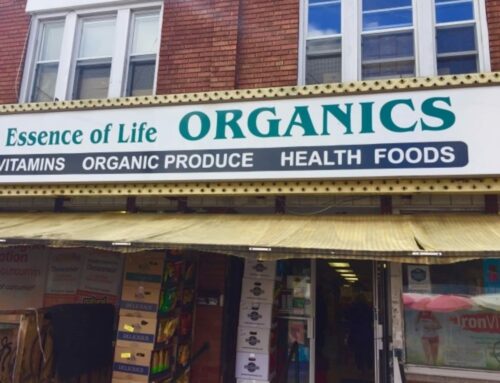 Essence of Life ORGANICS
VITAMINS ORGANIC PRODUCE HEALTH FOODS